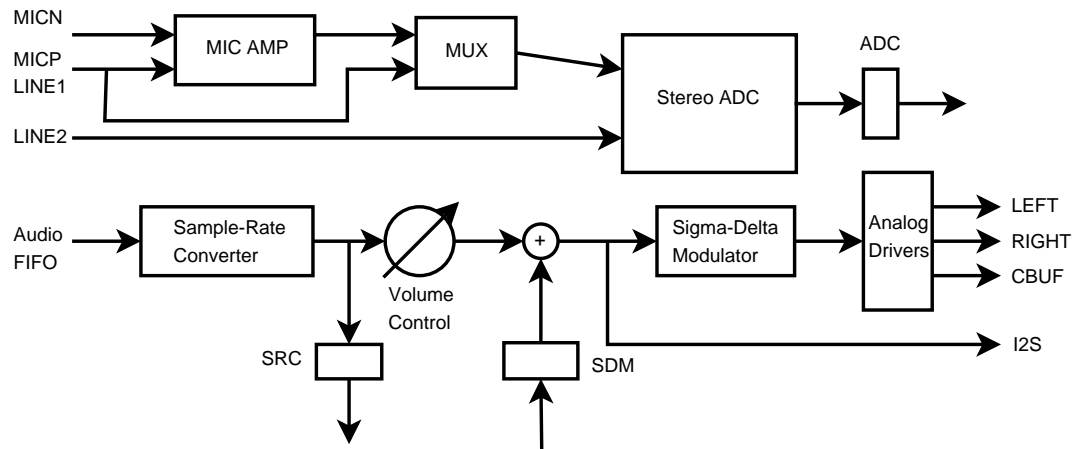 MICN
MIC AMP
MUX
ADC
MICP
LINE1
Stereo ADC
LINE2
Audio
FIFO
Sample-Rate
Converter
Volume
Control
+
Sigma-Delta
Modulator
Analog
Drivers
LEFT
RIGHT
CBUF
I2S
SRC
SDM